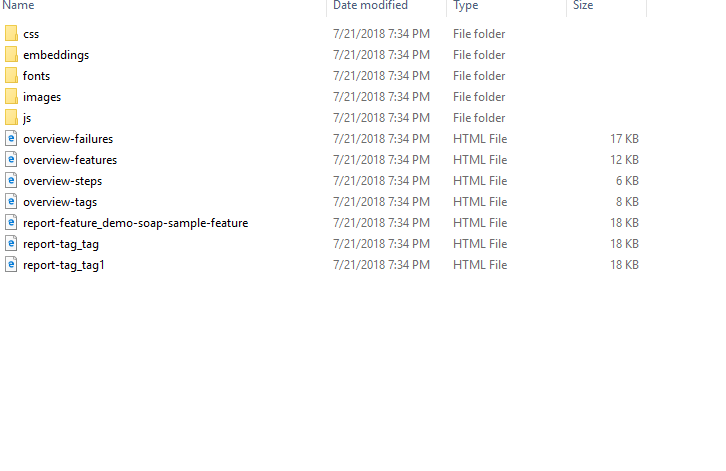 Name Date modified Type Size
css 7/21/2018 7:34 PM File folder
embeddings 7/21/2018 7:34 PM File folder
fonts 7/21/2018 7:34 PM File folder
images 7/21/2018 7:34 PM File folder
js 7/21/2018 7:34 PM File folder
overview-failures 7/21/2018 7:34 PM HTML File 17 KB
overview-features 7/21/2018 7:34 PM HTML File 12 KB
overview-steps 7/21/2018 7:34 PM HTML File 6 KB
overview-tags 7/21/2018 7:34 PM HTML File 8 KB
report-feature_demo-soap-sample-feature 7/21/2018 7:34 PM HTML File 18 KB
report-tag_tag 7/21/2018 7:34 PM HTML File 18 KB
report-tag_tag1 7/21/2018 7:34 PM HTML File 18 KB